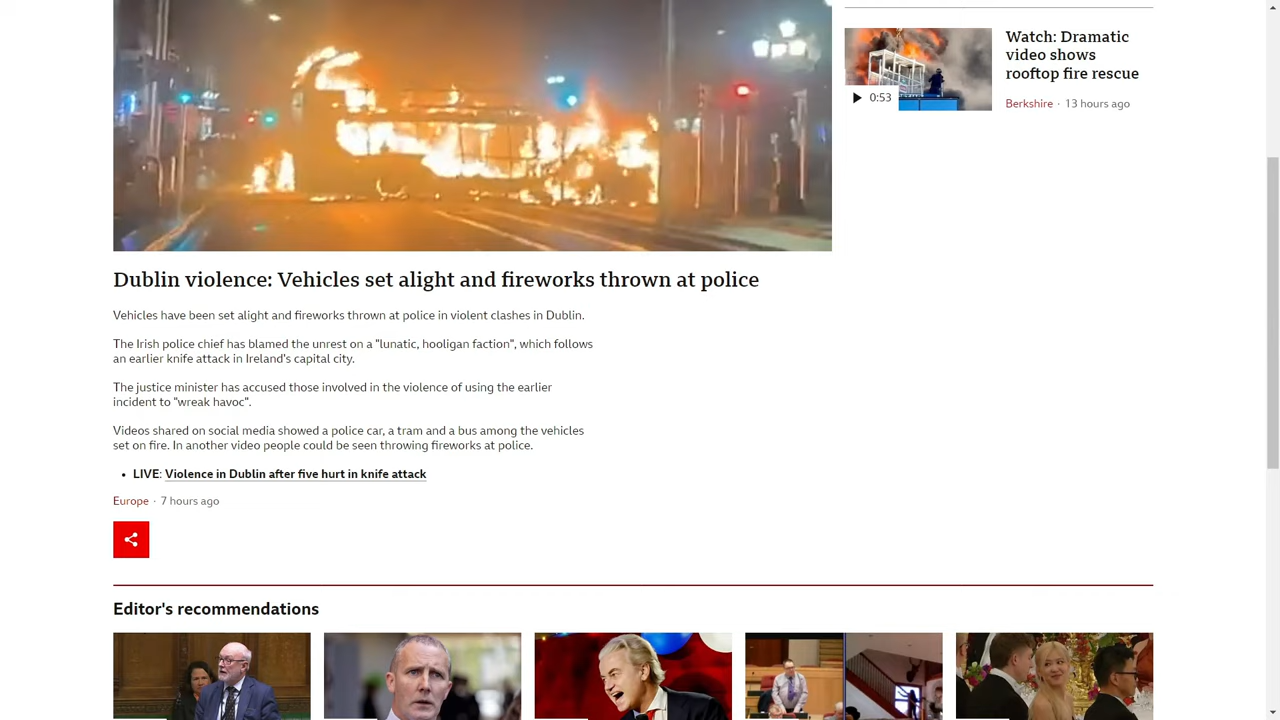 Watch: Dramatic
video shows
rooftop fire rescue
0:53
Berkshire · 13 hours ago
Dublin violence: Vehicles set alight and fireworks thrown at police
Vehicles have been set alight and fireworks thrown at police in violent clashes in Dublin.
The Irish police chief has blamed the unrest on a "lunatic, hooligan faction", which follows
an earlier knife attack in Ireland's capital city.
The justice minister has accused those involved in the violence of using the earlier
incident to "wreak havoc".
Videos shared on social media showed a police car, a tram and a bus among the vehicles
set on fire. In another video people could be seen throwing fireworks at police.
• LIVE: Violence in Dublin after five hurt in knife attack
Europe · 7 hours ago
Editor's recommendations